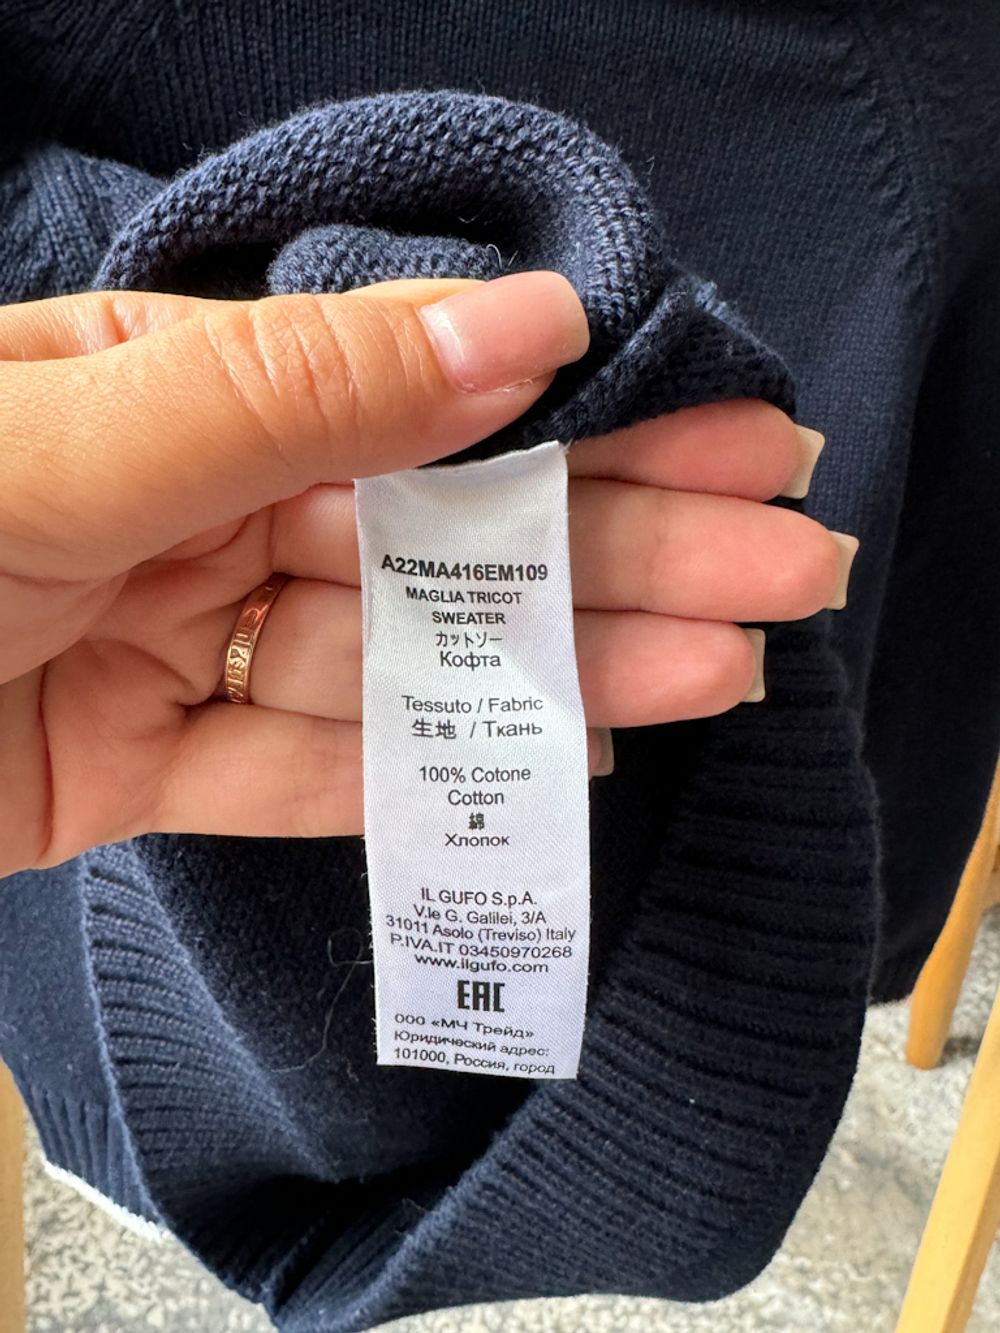 A22MA416EM109
MAGLIA TRICOT
SWEATER
カットソー
Кофта
Tessuto / Fabric
生地 / Ткань
100% Cotone
Cotton
綿
Хлопок
IL GUFO S.p.A.
V.le G. Galilei, 3/A
31011 Asolo (Treviso) Italy
P.IVA.IT 03450970268
www.ilgufo.com
EAC
ООО «МЧ Трейд»
Юридический адрес:
101000, Россия, город